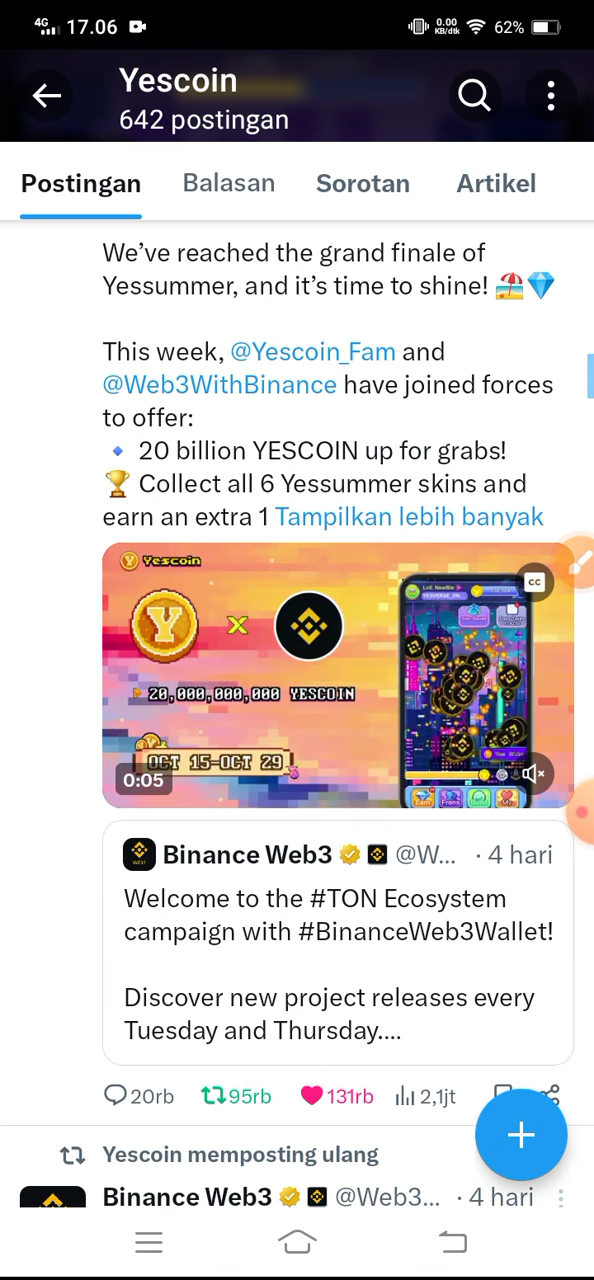 4G 17.06 0.00 KB/dtk 62%
Yescoin
642 postingan
Postingan Balasan Sorotan Artikel
We’ve reached the grand finale of
Yessummer, and it’s time to shine! 🏖️💎
This week, @Yescoin_Fam and
@Web3WithBinance have joined forces
to offer:
🔹 20 billion YESCOIN up for grabs!
🏆 Collect all 6 Yessummer skins and
earn an extra 1 Tampilkan lebih banyak
Yescoin
CC
Y X
20,000,000,000 YESCOIN
OCT 15-OCT 29
0:05
Binance Web3 @W... · 4 hari
Welcome to the #TON Ecosystem
campaign with #BinanceWeb3Wallet!
Discover new project releases every
Tuesday and Thursday....
20rb 95rb 131rb 2,1jt
Yescoin memposting ulang
Binance Web3 @Web3... · 4 hari